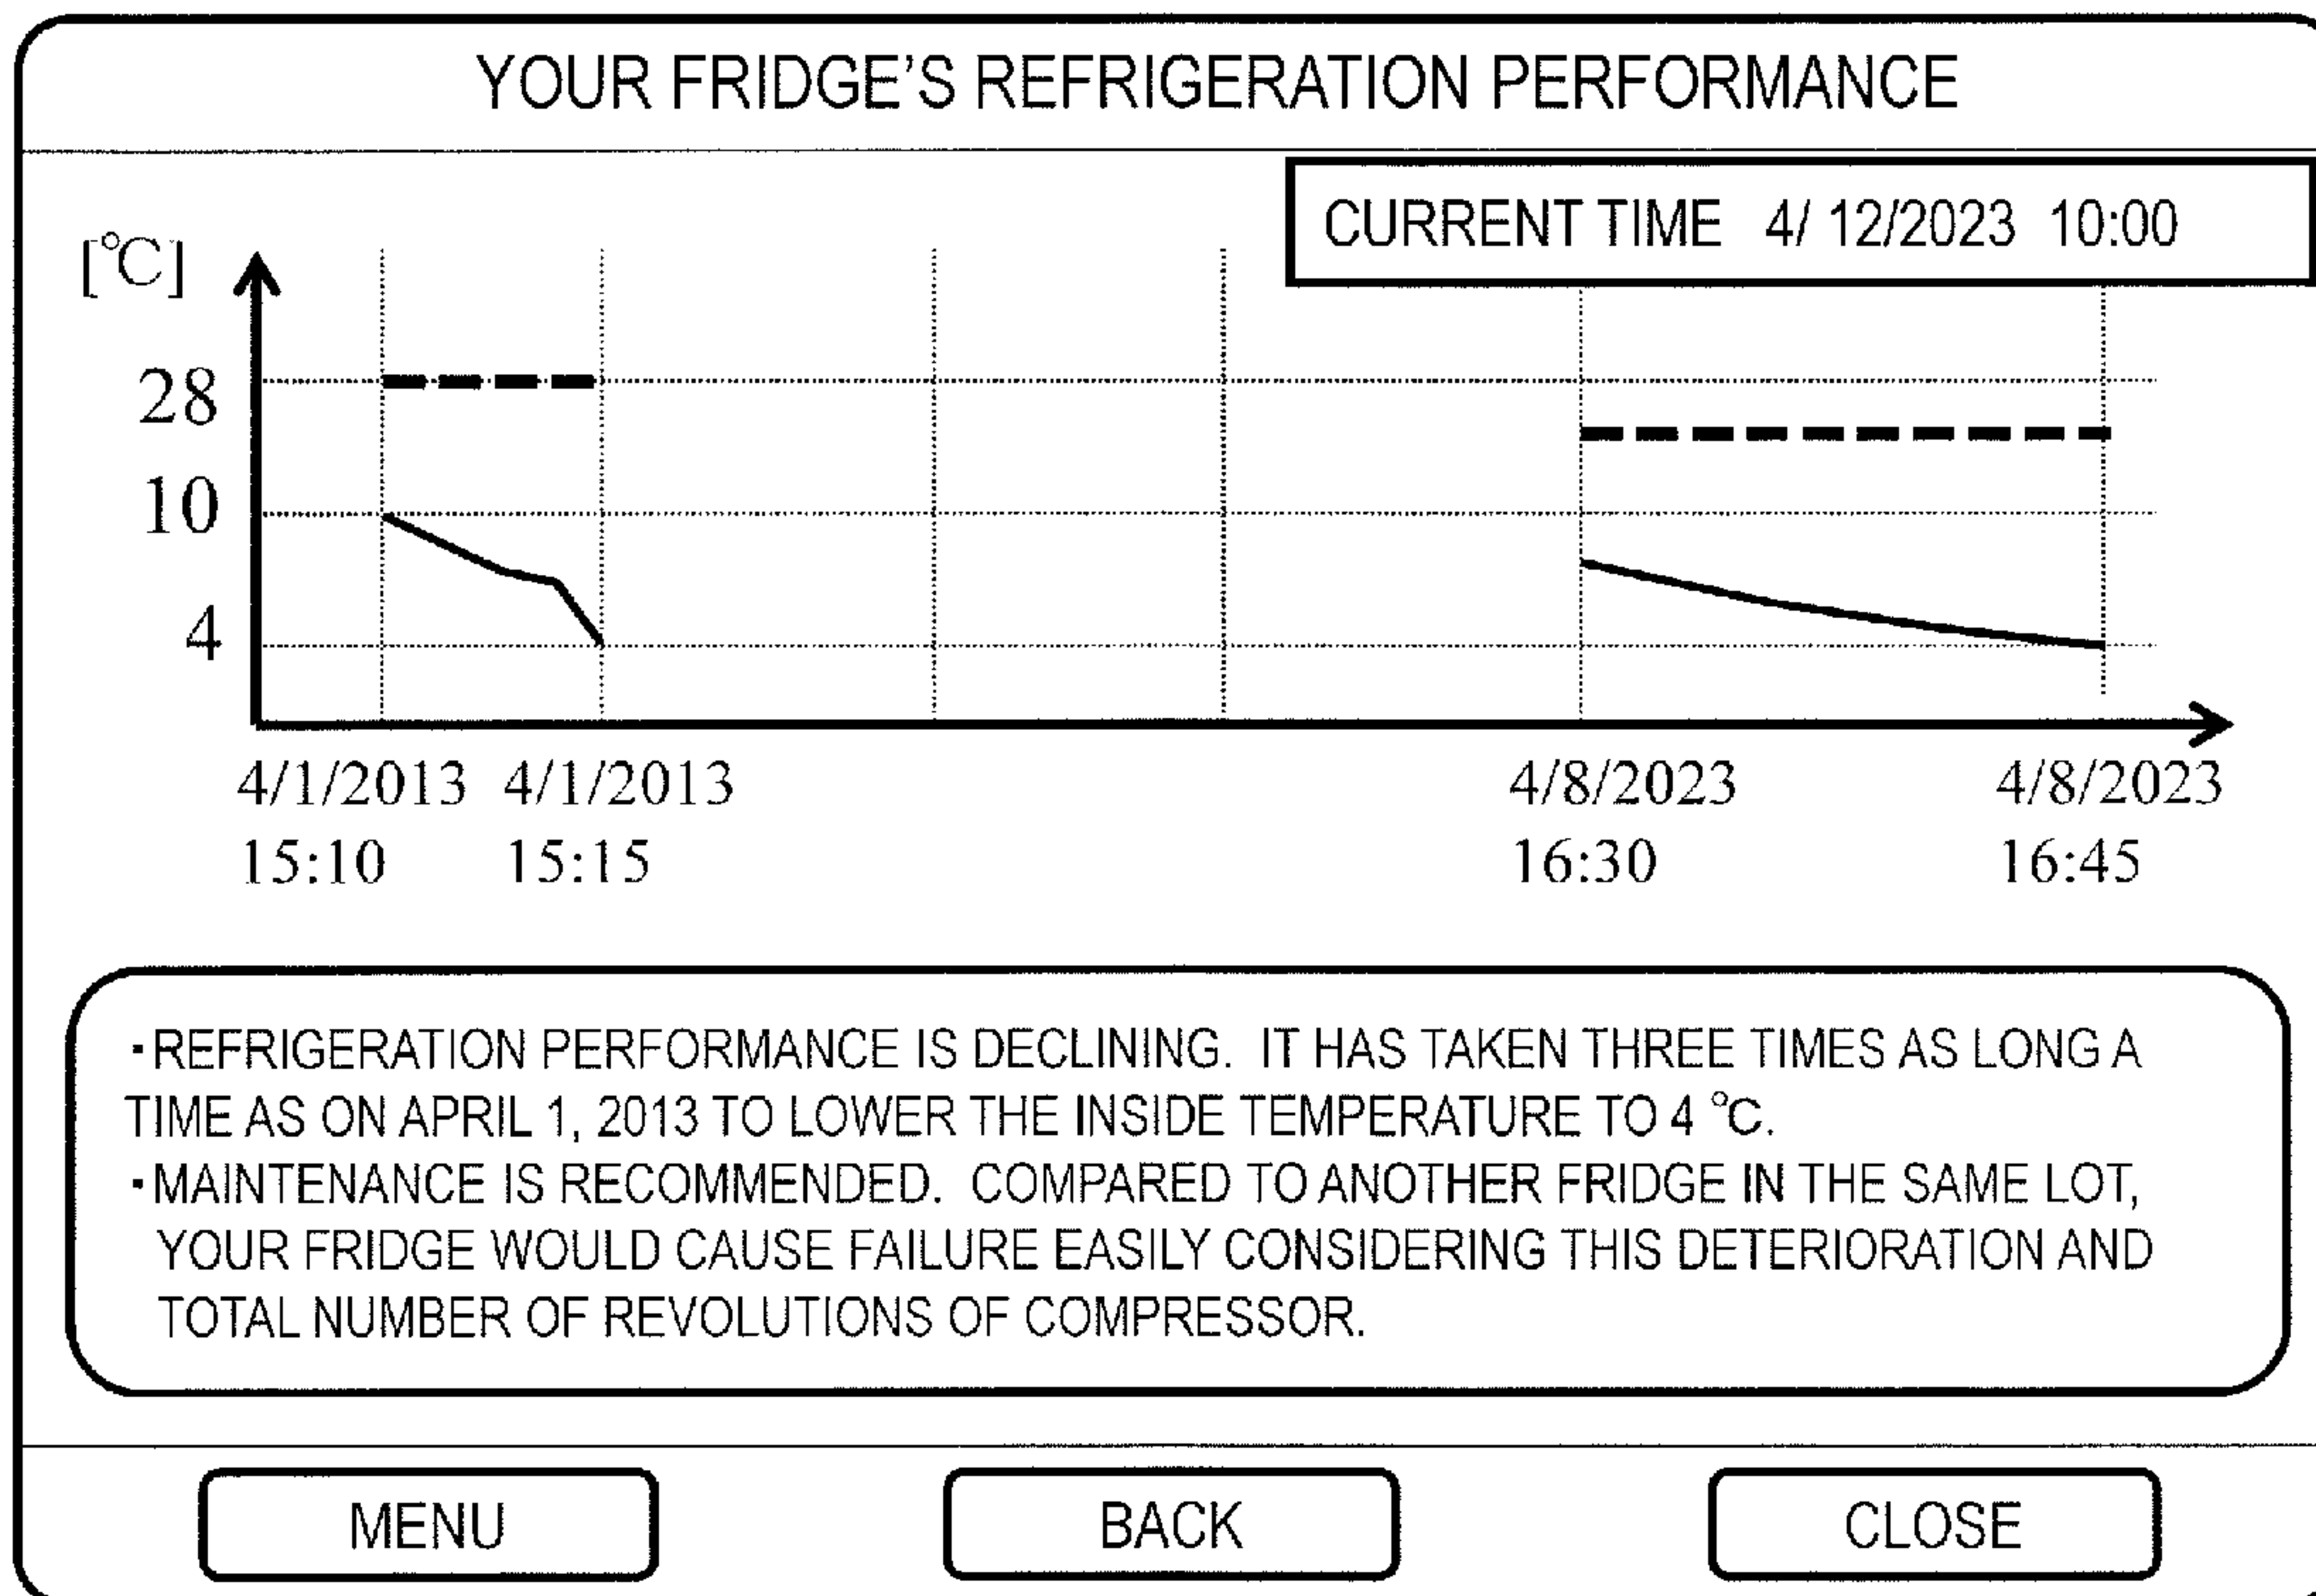 YOUR FRIDGE'S REFRIGERATION PERFORMANCE
CURRENT TIME 4/ 12/2023 10:00
[℃]
28
10
4
4/1/2013 4/1/2013 4/8/2023 4/8/2023
15:10 15:15 16:30 16:45
・REFRIGERATION PERFORMANCE IS DECLINING. IT HAS TAKEN THREE TIMES AS LONG A
TIME AS ON APRIL 1, 2013 TO LOWER THE INSIDE TEMPERATURE TO 4 ℃.
・MAINTENANCE IS RECOMMENDED. COMPARED TO ANOTHER FRIDGE IN THE SAME LOT,
YOUR FRIDGE WOULD CAUSE FAILURE EASILY CONSIDERING THIS DETERIORATION AND
TOTAL NUMBER OF REVOLUTIONS OF COMPRESSOR.
MENU BACK CLOSE